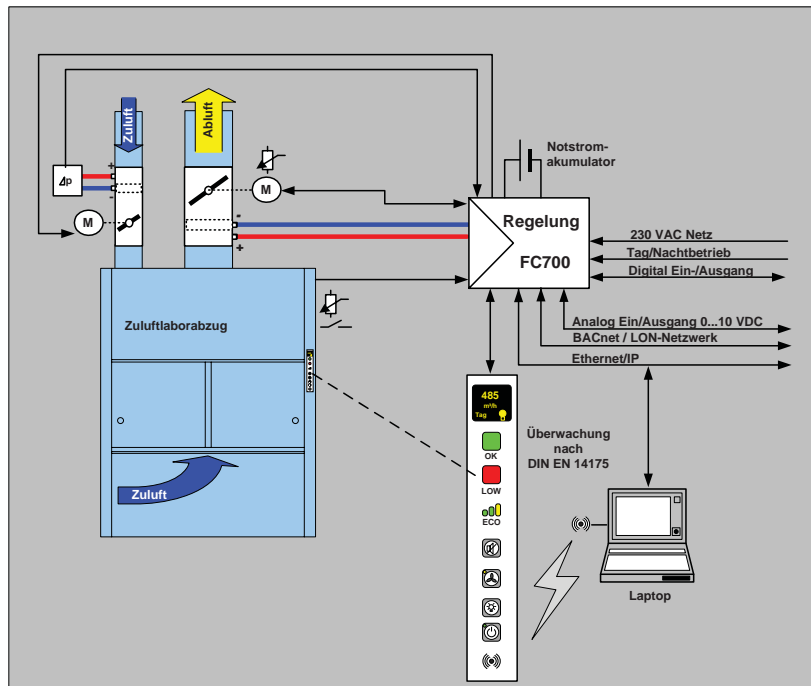 Zuluft
Abluft
Notstrom-
akumulator
+
Δp
-
M
M
-
+
Regelung
FC700
230 VAC Netz
Tag/Nachtbetrieb
Digital Ein-/Ausgang
Analog Ein/Ausgang 0...10 VDC
BACnet / LON-Netzwerk
Ethernet/IP
Zuluftlaborabzug
Zuluft
485
m³/h
Tag
OK
LOW
ECO
Überwachung
nach
DIN EN 14175
Laptop